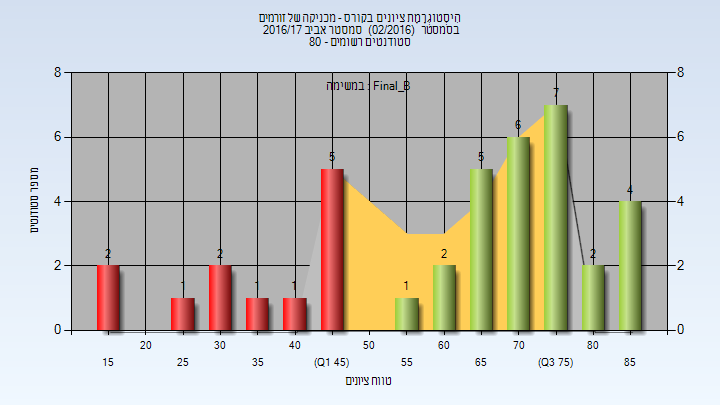 היסטוגרמת ציונים בקורס - מכניקה של זורמים
בסמסטר (02/2016) סמסטר אביב 2016/17
סטודנטים רשומים - 80
במשימה : Final_B
8 8
7
6 6
6
5 5
4 4
4
2 2
2 2 2 2
1 1 1 1
0 0
מספר סטודנטים
20 30 40 50 60 70 80
15 25 35 (Q1 45) 55 65 (Q3 75) 85
טווח ציונים